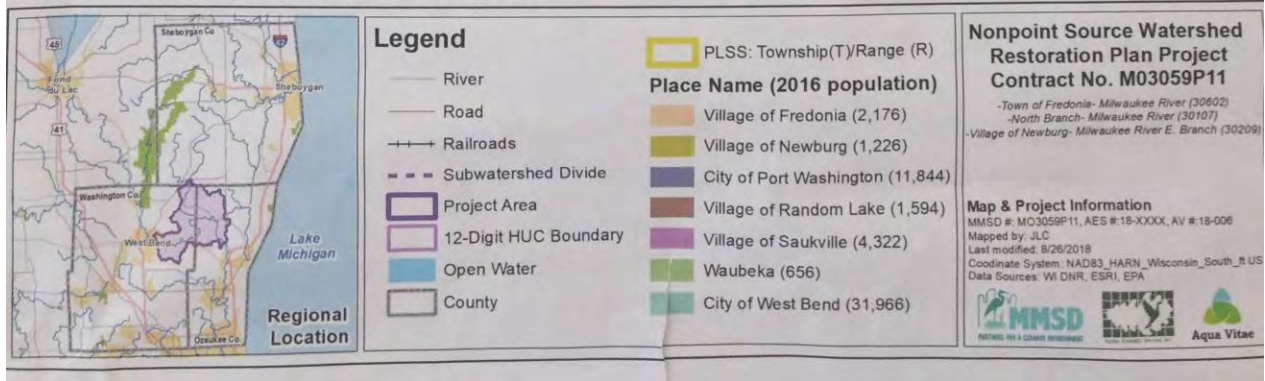 Sheboygan Co.
45
43
Fond
du Lac
Sheboygan
41
Washington Co.
West Bend
Lake
Michigan
Ozaukee Co.
Regional
Location
Legend
River
Road
Railroads
Subwatershed Divide
Project Area
12-Digit HUC Boundary
Open Water
County
PLSS: Township(T)/Range (R)
Place Name (2016 population)
Village of Fredonia (2,176)
Village of Newburg (1,226)
City of Port Washington (11,844)
Village of Random Lake (1,594)
Village of Saukville (4,322)
Waubeka (656)
City of West Bend (31,966)
Nonpoint Source Watershed
Restoration Plan Project
Contract No. M03059P11
-Town of Fredonia- Milwaukee River (30602)
-North Branch- Milwaukee River (30107)
-Village of Newburg- Milwaukee River E. Branch (30209)
Map & Project Information
MMSD #: MO3059P11, AES #:18-XXXX, AV #:18-006
Mapped by: JLC
Last modified: 8/26/2018
Coodinate System: NAD83_HARN_Wisconsin_South_ft US
Data Sources: WI DNR, ESRI, EPA
MMSD
PARTNERS FOR A CLEANER ENVIRONMENT
Aqua Vitae